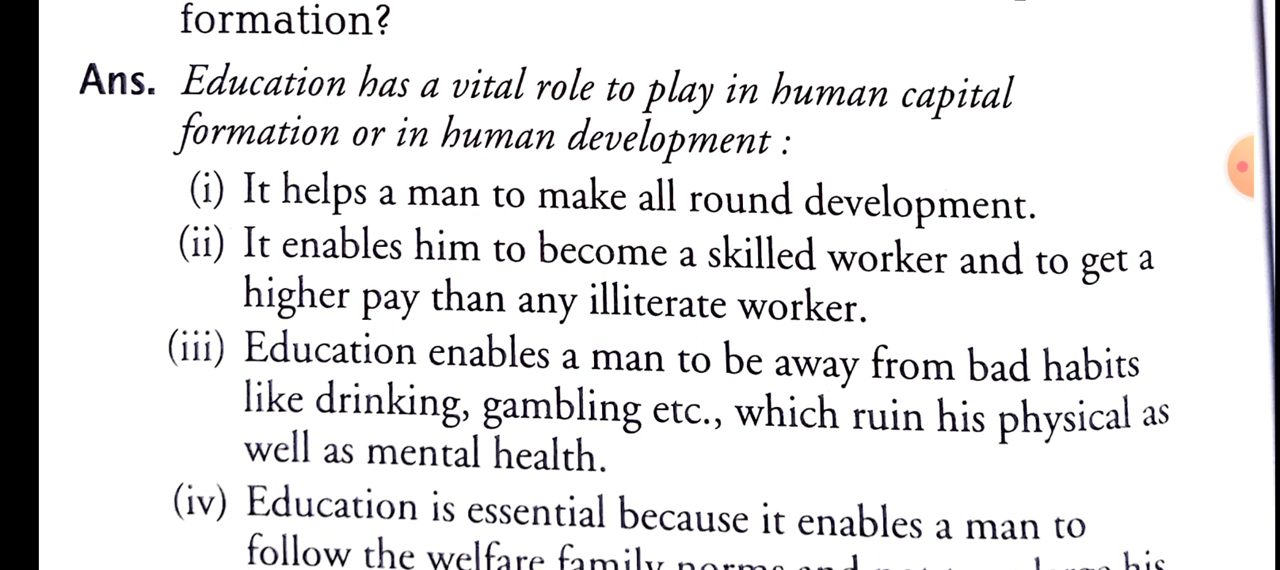 formation?
Ans. Education has a vital role to play in human capital
formation or in human development :
(i) It helps a man to make all round development.
(ii) It enables him to become a skilled worker and to get a
higher pay than any illiterate worker.
(iii) Education enables a man to be away from bad habits
like drinking, gambling etc., which ruin his physical as
well as mental health.
(iv) Education is essential because it enables a man to
follow the welfare family norms and his